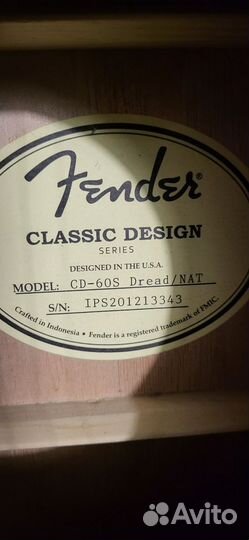 Fender®
CLASSIC DESIGN
SERIES
DESIGNED IN THE U.S.A.
MODEL: CD-60S Dread/NAT
S/N: IPS201213343
Crafted in Indonesia • Fender is a registered trademark of FMIC.
Avito